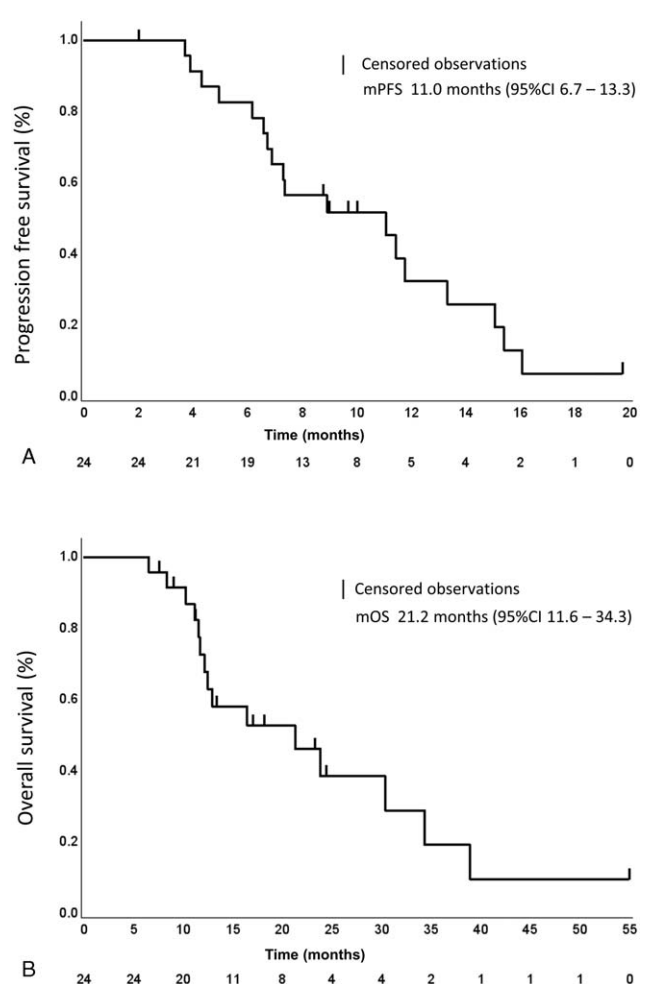 1.0
Censored observations
mPFS 11.0 months (95%CI 6.7 – 13.3)
0.8
0.6
0.4
0.2
0.0
Progression free survival (%)
0 2 4 6 8 10 12 14 16 18 20
Time (months)
A 24 24 21 19 13 8 5 4 2 1 0
1.0
Censored observations
mOS 21.2 months (95%CI 11.6 – 34.3)
0.8
0.6
0.4
0.2
0.0
Overall survival (%)
0 5 10 15 20 25 30 35 40 45 50 55
Time (months)
B 24 24 20 11 8 4 4 2 1 1 1 0